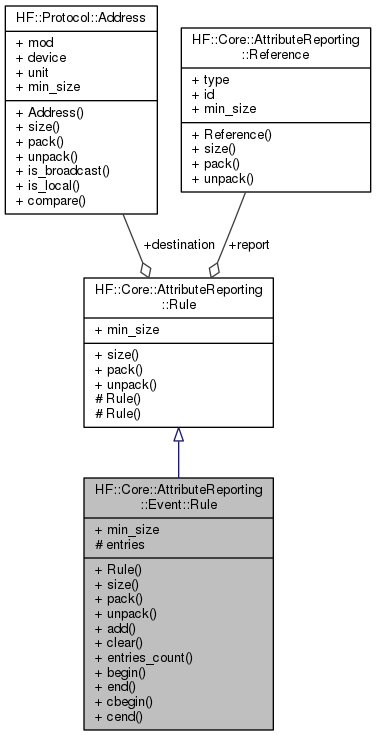 HF::Protocol::Address
+ mod
+ device
+ unit
+ min_size
+ Address()
+ size()
+ pack()
+ unpack()
+ is_broadcast()
+ is_local()
+ compare()
HF::Core::AttributeReporting
::Reference
+ type
+ id
+ min_size
+ Reference()
+ size()
+ pack()
+ unpack()
+destination
+report
HF::Core::AttributeReporting
::Rule
+ min_size
+ size()
+ pack()
+ unpack()
# Rule()
# Rule()
HF::Core::AttributeReporting
::Event::Rule
+ min_size
# entries
+ Rule()
+ size()
+ pack()
+ unpack()
+ add()
+ clear()
+ entries_count()
+ begin()
+ end()
+ cbegin()
+ cend()